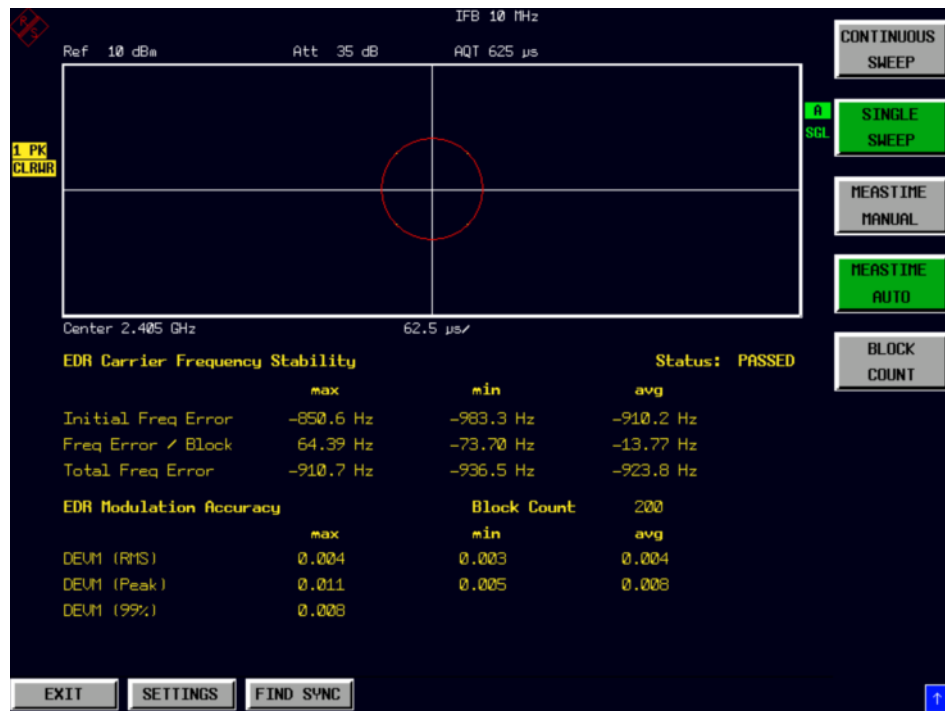 IFB 10 MHz
Ref 10 dBm Att 35 dB AQT 625 µs
CONTINUOUS
SWEEP
A
SGL
SINGLE
SWEEP
1 PK
CLRWR
MEASTIME
MANUAL
MEASTIME
AUTO
Center 2.405 GHz 62.5 µs/
BLOCK
COUNT
EDR Carrier Frequency Stability Status: PASSED
max min avg
Initial Freq Error -850.6 Hz -983.3 Hz -910.2 Hz
Freq Error / Block 64.39 Hz -73.70 Hz -13.77 Hz
Total Freq Error -910.7 Hz -936.5 Hz -923.8 Hz
EDR Modulation Accuracy Block Count 200
max min avg
DEVM (RMS) 0.004 0.003 0.004
DEVM (Peak) 0.011 0.005 0.008
DEVM (99%) 0.008
EXIT SETTINGS FIND SYNC